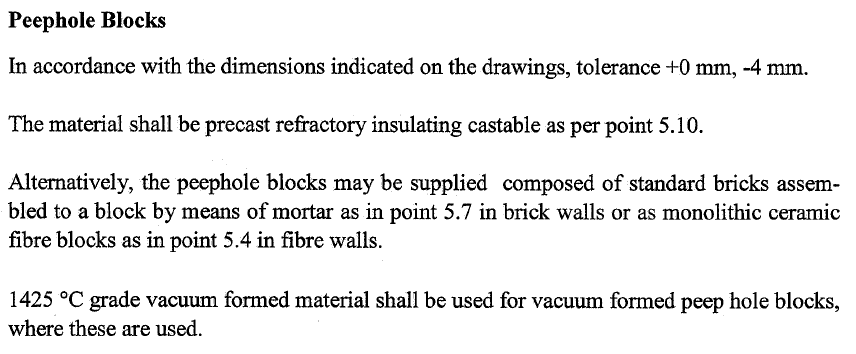 Peephole Blocks
In accordance with the dimensions indicated on the drawings, tolerance +0 mm, -4 mm.
The material shall be precast refractory insulating castable as per point 5.10.
Alternatively, the peephole blocks may be supplied composed of standard bricks assem-
bled to a block by means of mortar as in point 5.7 in brick walls or as monolithic ceramic
fibre blocks as in point 5.4 in fibre walls.
1425 °C grade vacuum formed material shall be used for vacuum formed peep hole blocks,
where these are used.